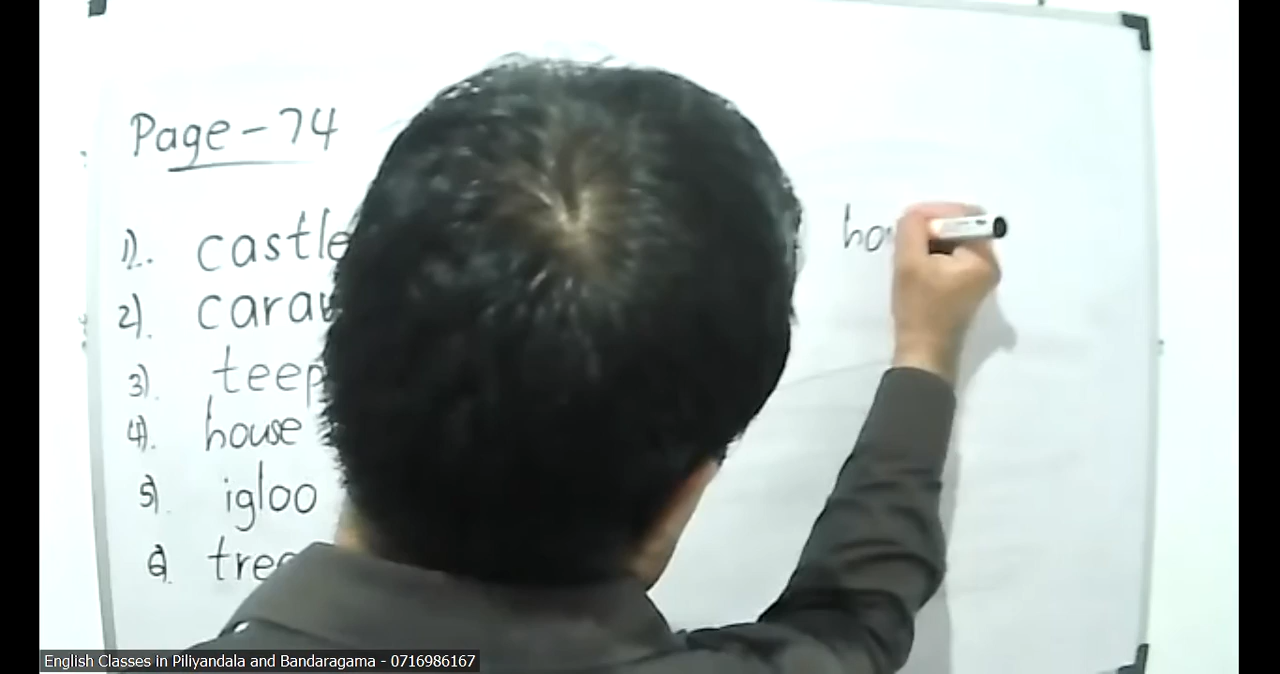 Page-74
1). castle
2). carav
3). teep
4). house
5). igloo
6). tree
ho
English Classes in Piliyandala and Bandaragama - 0716986167